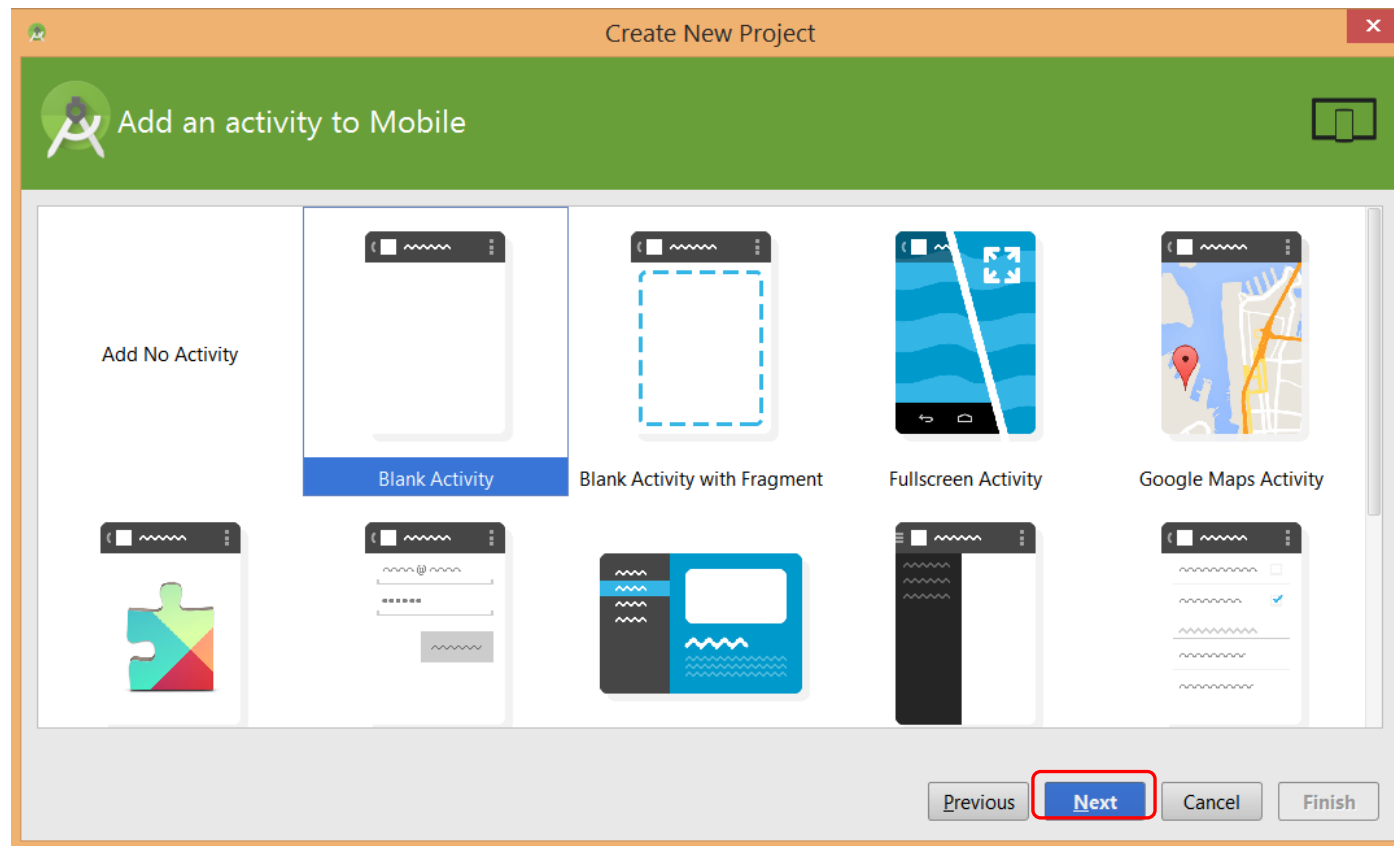 Create New Project
Add an activity to Mobile
Add No Activity
Blank Activity
Blank Activity with Fragment
Fullscreen Activity
Google Maps Activity
@
Previous
Next
Cancel
Finish